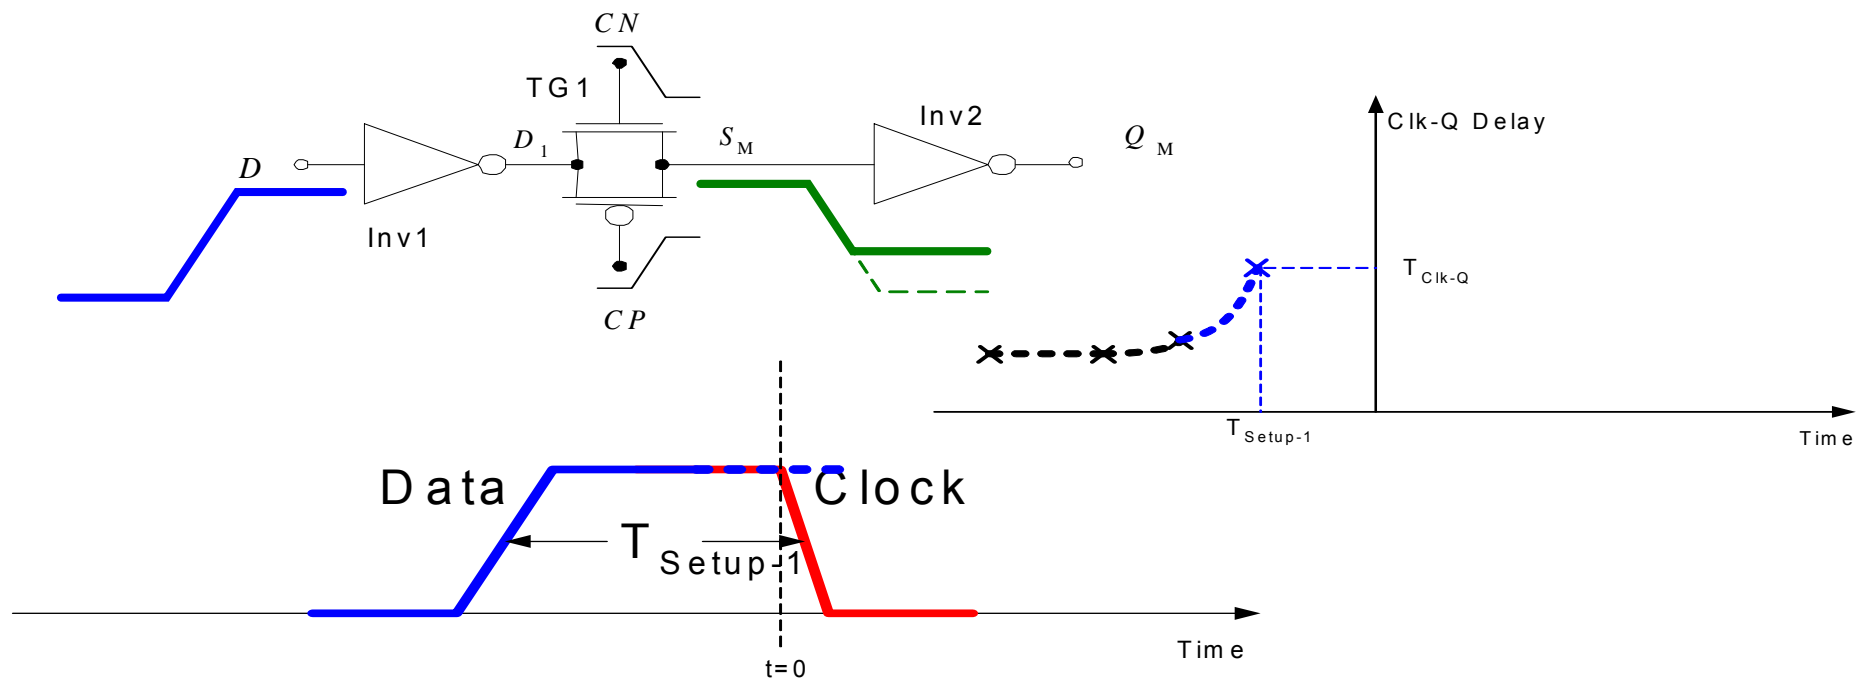 CN
TG1
Inv2
Clk-Q Delay
D
D1
SM
QM
Inv1
TClk-Q
CP
TSetup-1
Time
Data
Clock
TSetup-1
Time
t=0